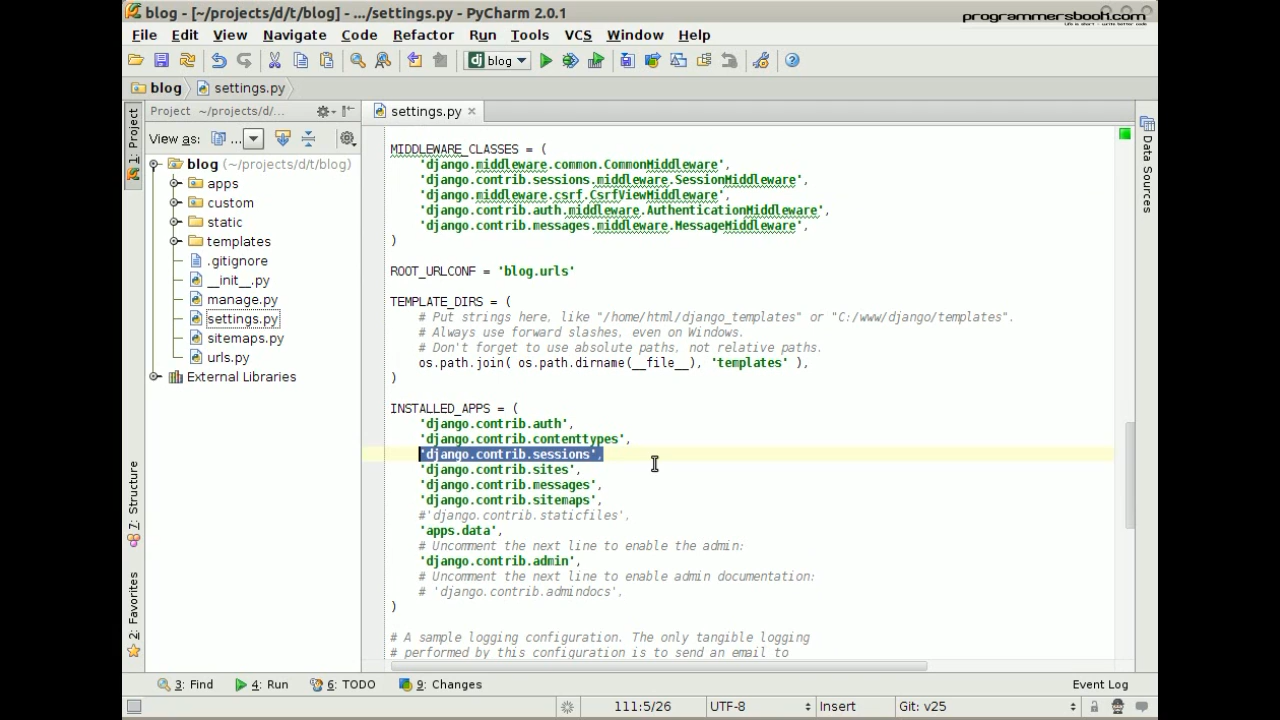 blog - [~/projects/d/t/blog] - .../settings.py - PyCharm 2.0.1
programmersbook.com
File Edit View Navigate Code Refactor Run Tools VCS Window Help
blog
blog settings.py
Project ~/projects/d/...
settings.py
View as: ...
1: Project
7: Structure
2: Favorites
Data Sources
blog (~/projects/d/t/blog)
apps
custom
static
templates
.gitignore
__init__.py
manage.py
settings.py
sitemaps.py
urls.py
External Libraries
MIDDLEWARE_CLASSES = (
'django.middleware.common.CommonMiddleware',
'django.contrib.sessions.middleware.SessionMiddleware',
'django.middleware.csrf.CsrfViewMiddleware',
'django.contrib.auth.middleware.AuthenticationMiddleware',
'django.contrib.messages.middleware.MessageMiddleware',
)
ROOT_URLCONF = 'blog.urls'
TEMPLATE_DIRS = (
# Put strings here, like "/home/html/django_templates" or "C:/www/django/templates".
# Always use forward slashes, even on Windows.
# Don't forget to use absolute paths, not relative paths.
os.path.join( os.path.dirname(__file__), 'templates' ),
)
INSTALLED_APPS = (
'django.contrib.auth',
'django.contrib.contenttypes',
'django.contrib.sessions',
'django.contrib.sites',
'django.contrib.messages',
'django.contrib.sitemaps',
#'django.contrib.staticfiles',
'apps.data',
# Uncomment the next line to enable the admin:
'django.contrib.admin',
# Uncomment the next line to enable admin documentation:
# 'django.contrib.admindocs',
)
# A sample logging configuration. The only tangible logging
# performed by this configuration is to send an email to
3: Find 4: Run 6: TODO 9: Changes Event Log
111:5/26 UTF-8 Insert Git: v25